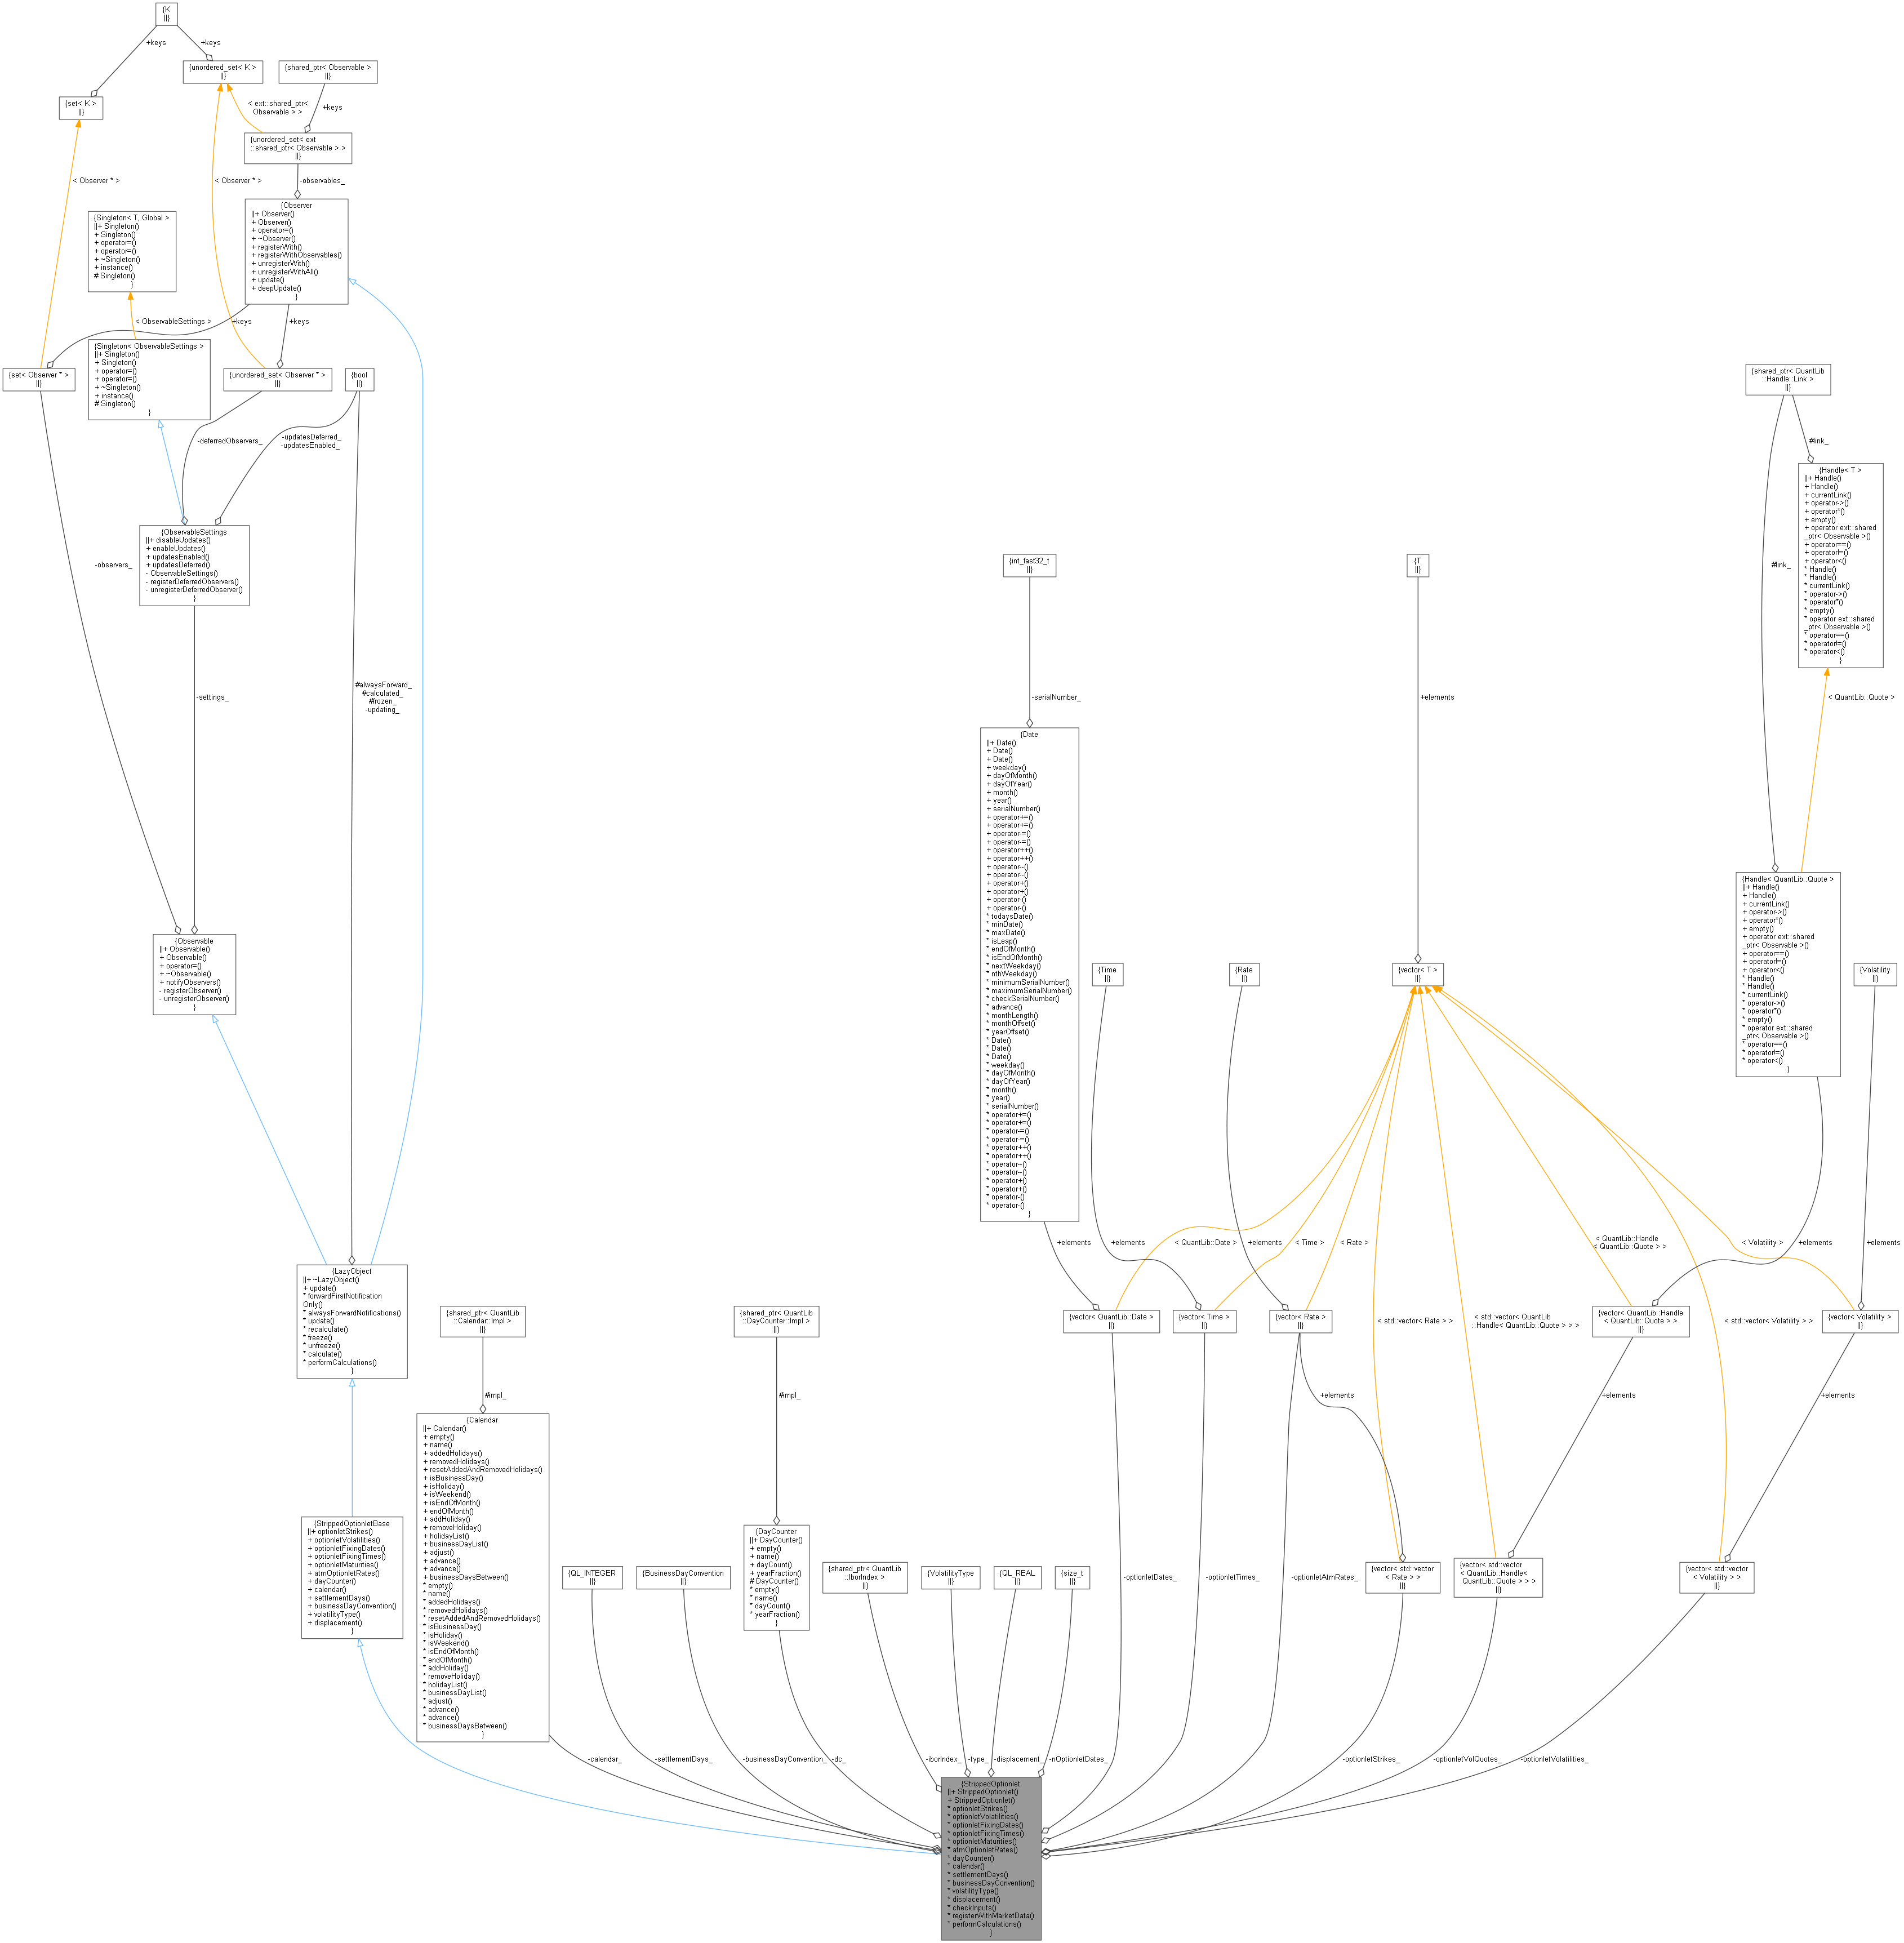 {K
||}
+keys
+keys
{unordered_set< K >
||}
{shared_ptr< Observable >
||}
{set< K >
||}
< ext::shared_ptr<
Observable > >
+keys
{unordered_set< ext
::shared_ptr< Observable > >
||}
< Observer * >
< Observer * >
-observables_
{Singleton< T, Global >
||+ Singleton()
+ Singleton()
+ operator=()
+ operator=()
+ ~Singleton()
+ instance()
# Singleton()
}
{Observer
||+ Observer()
+ Observer()
+ operator=()
+ ~Observer()
+ registerWith()
+ registerWithObservables()
+ unregisterWith()
+ unregisterWithAll()
+ update()
+ deepUpdate()
}
< ObservableSettings >
+keys
+keys
{set< Observer * >
||}
{Singleton< ObservableSettings >
||+ Singleton()
+ Singleton()
+ operator=()
+ operator=()
+ ~Singleton()
+ instance()
# Singleton()
}
{unordered_set< Observer * >
||}
{bool
||}
{shared_ptr< QuantLib
::Handle::Link >
||}
-deferredObservers_
-updatesDeferred_
-updatesEnabled_
#link_
{Handle< T >
||+ Handle()
+ Handle()
+ currentLink()
+ operator->()
+ operator*()
+ empty()
+ operator ext::shared
_ptr< Observable >()
+ operator==()
+ operator!=()
+ operator<()
* Handle()
* Handle()
* currentLink()
* operator->()
* operator*()
* empty()
* operator ext::shared
_ptr< Observable >()
* operator==()
* operator!=()
* operator<()
}
-observers_
{ObservableSettings
||+ disableUpdates()
+ enableUpdates()
+ updatesEnabled()
+ updatesDeferred()
- ObservableSettings()
- registerDeferredObservers()
- unregisterDeferredObserver()
}
{int_fast32_t
||}
{T
||}
#link_
-settings_
#alwaysForward_
#calculated_
#frozen_
-updating_
-serialNumber_
+elements
< QuantLib::Quote >
{Date
||+ Date()
+ Date()
+ Date()
+ weekday()
+ dayOfMonth()
+ dayOfYear()
+ month()
+ year()
+ serialNumber()
+ operator+=()
+ operator+=()
+ operator-=()
+ operator-=()
+ operator++()
+ operator++()
+ operator--()
+ operator--()
+ operator+()
+ operator+()
+ operator-()
+ operator-()
* todaysDate()
* minDate()
* maxDate()
* isLeap()
* endOfMonth()
* isEndOfMonth()
* nextWeekday()
* nthWeekday()
* minimumSerialNumber()
* maximumSerialNumber()
* checkSerialNumber()
* advance()
* monthLength()
* monthOffset()
* yearOffset()
* Date()
* Date()
* Date()
* weekday()
* dayOfMonth()
* dayOfYear()
* month()
* year()
* serialNumber()
* operator+=()
* operator+=()
* operator-=()
* operator-=()
* operator++()
* operator++()
* operator--()
* operator--()
* operator+()
* operator+()
* operator-()
* operator-()
}
{Handle< QuantLib::Quote >
||+ Handle()
+ Handle()
+ currentLink()
+ operator->()
+ operator*()
+ empty()
+ operator ext::shared
_ptr< Observable >()
+ operator==()
+ operator!=()
+ operator<()
* Handle()
* Handle()
* currentLink()
* operator->()
* operator*()
* empty()
* operator ext::shared
_ptr< Observable >()
* operator==()
* operator!=()
* operator<()
}
{Observable
||+ Observable()
+ Observable()
+ operator=()
+ ~Observable()
+ notifyObservers()
- registerObserver()
- unregisterObserver()
}
{Time
||}
{Rate
||}
{vector< T >
||}
{Volatility
||}
+elements
+elements
< QuantLib::Date >
+elements
< Time >
< Rate >
< QuantLib::Handle
< QuantLib::Quote > >
< Volatility >
+elements
+elements
{LazyObject
||+ ~LazyObject()
+ update()
* forwardFirstNotification
Only()
* alwaysForwardNotifications()
* update()
* recalculate()
* freeze()
* unfreeze()
* calculate()
* performCalculations()
}
{shared_ptr< QuantLib
::Calendar::Impl >
||}
{shared_ptr< QuantLib
::DayCounter::Impl >
||}
{vector< QuantLib::Date >
||}
{vector< Time >
||}
{vector< Rate >
||}
< std::vector< Rate > >
< std::vector< QuantLib
::Handle< QuantLib::Quote > > >
{vector< QuantLib::Handle
< QuantLib::Quote > >
||}
< std::vector< Volatility > >
{vector< Volatility >
||}
#impl_
#impl_
+elements
+elements
+elements
{Calendar
||+ Calendar()
+ empty()
+ name()
+ addedHolidays()
+ removedHolidays()
+ resetAddedAndRemovedHolidays()
+ isBusinessDay()
+ isHoliday()
+ isWeekend()
+ isEndOfMonth()
+ endOfMonth()
+ addHoliday()
+ removeHoliday()
+ holidayList()
+ businessDayList()
+ adjust()
+ advance()
+ advance()
+ businessDaysBetween()
* empty()
* name()
* addedHolidays()
* removedHolidays()
* resetAddedAndRemovedHolidays()
* isBusinessDay()
* isHoliday()
* isWeekend()
* isEndOfMonth()
* endOfMonth()
* addHoliday()
* removeHoliday()
* holidayList()
* businessDayList()
* adjust()
* advance()
* advance()
* businessDaysBetween()
}
{StrippedOptionletBase
||+ optionletStrikes()
+ optionletVolatilities()
+ optionletFixingDates()
+ optionletFixingTimes()
+ optionletMaturities()
+ atmOptionletRates()
+ dayCounter()
+ calendar()
+ settlementDays()
+ businessDayConvention()
+ volatilityType()
+ displacement()
}
{QL_INTEGER
||}
{BusinessDayConvention
||}
{DayCounter
||+ DayCounter()
+ empty()
+ name()
+ dayCount()
+ yearFraction()
# DayCounter()
* empty()
* name()
* dayCount()
* yearFraction()
}
{shared_ptr< QuantLib
::IborIndex >
||}
{VolatilityType
||}
{QL_REAL
||}
{size_t
||}
-optionletDates_
-optionletTimes_
-optionletAtmRates_
{vector< std::vector
< Rate > >
||}
{vector< std::vector
< QuantLib::Handle<
QuantLib::Quote > > >
||}
{vector< std::vector
< Volatility > >
||}
-calendar_
-settlementDays_
-businessDayConvention_
-dc_
-iborIndex_
-type_
-displacement_
-nOptionletDates_
-optionletStrikes_
-optionletVolQuotes_
-optionletVolatilities_
{StrippedOptionlet
||+ StrippedOptionlet()
+ StrippedOptionlet()
* optionletStrikes()
* optionletVolatilities()
* optionletFixingDates()
* optionletFixingTimes()
* optionletMaturities()
* atmOptionletRates()
* dayCounter()
* calendar()
* settlementDays()
* businessDayConvention()
* volatilityType()
* displacement()
* checkInputs()
* registerWithMarketData()
* performCalculations()
}